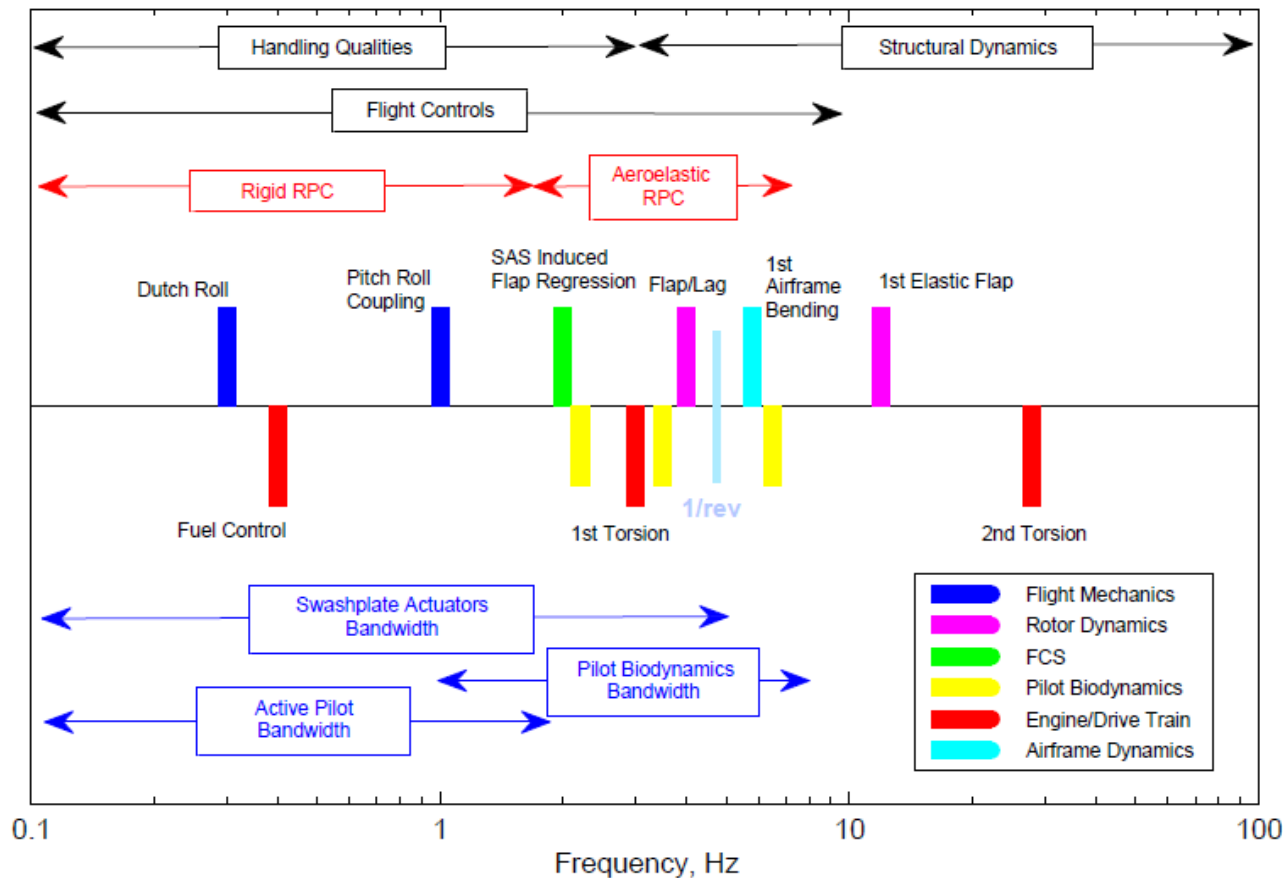 Handling Qualities
Structural Dynamics
Flight Controls
Rigid RPC
Aeroelastic
RPC
Dutch Roll
Pitch Roll
Coupling
SAS Induced
Flap Regression
Flap/Lag
1st
Airframe
Bending
1st Elastic Flap
Fuel Control
1st Torsion
1/rev
2nd Torsion
Swashplate Actuators
Bandwidth
Pilot Biodynamics
Bandwidth
Active Pilot
Bandwidth
Flight Mechanics
Rotor Dynamics
FCS
Pilot Biodynamics
Engine/Drive Train
Airframe Dynamics
0.1 1 10 100
Frequency, Hz